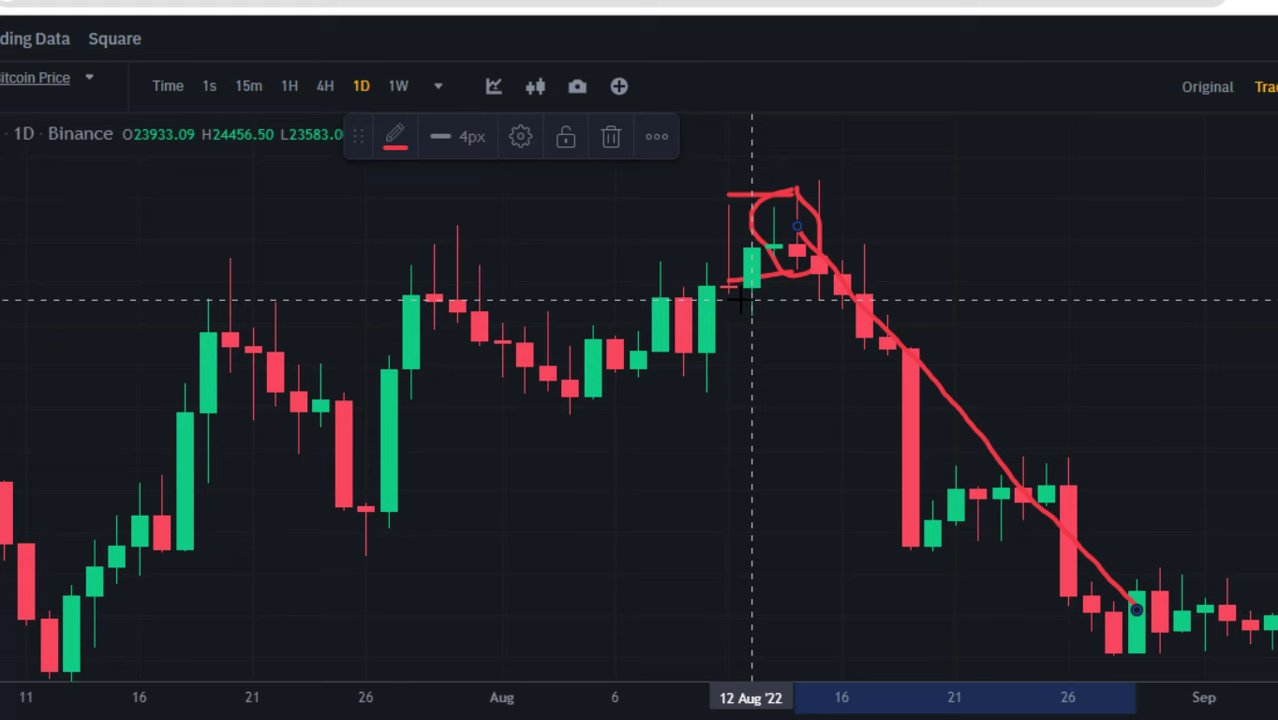 ding Data Square
itcoin Price
Time 1s 15m 1H 4H 1D 1W
Original Trad
· 1D · Binance O23933.09 H24456.50 L23583.0
4px
11 16 21 26 Aug 6 12 Aug '22 16 21 26 Sep